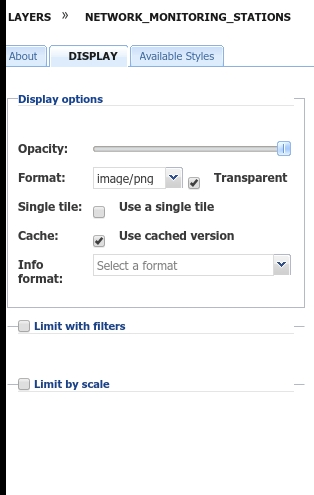 LAYERS » NETWORK_MONITORING_STATIONS
About DISPLAY Available Styles
Display options
Opacity:
Format: image/png Transparent
Single tile: Use a single tile
Cache: Use cached version
Info format: Select a format
Limit with filters
Limit by scale